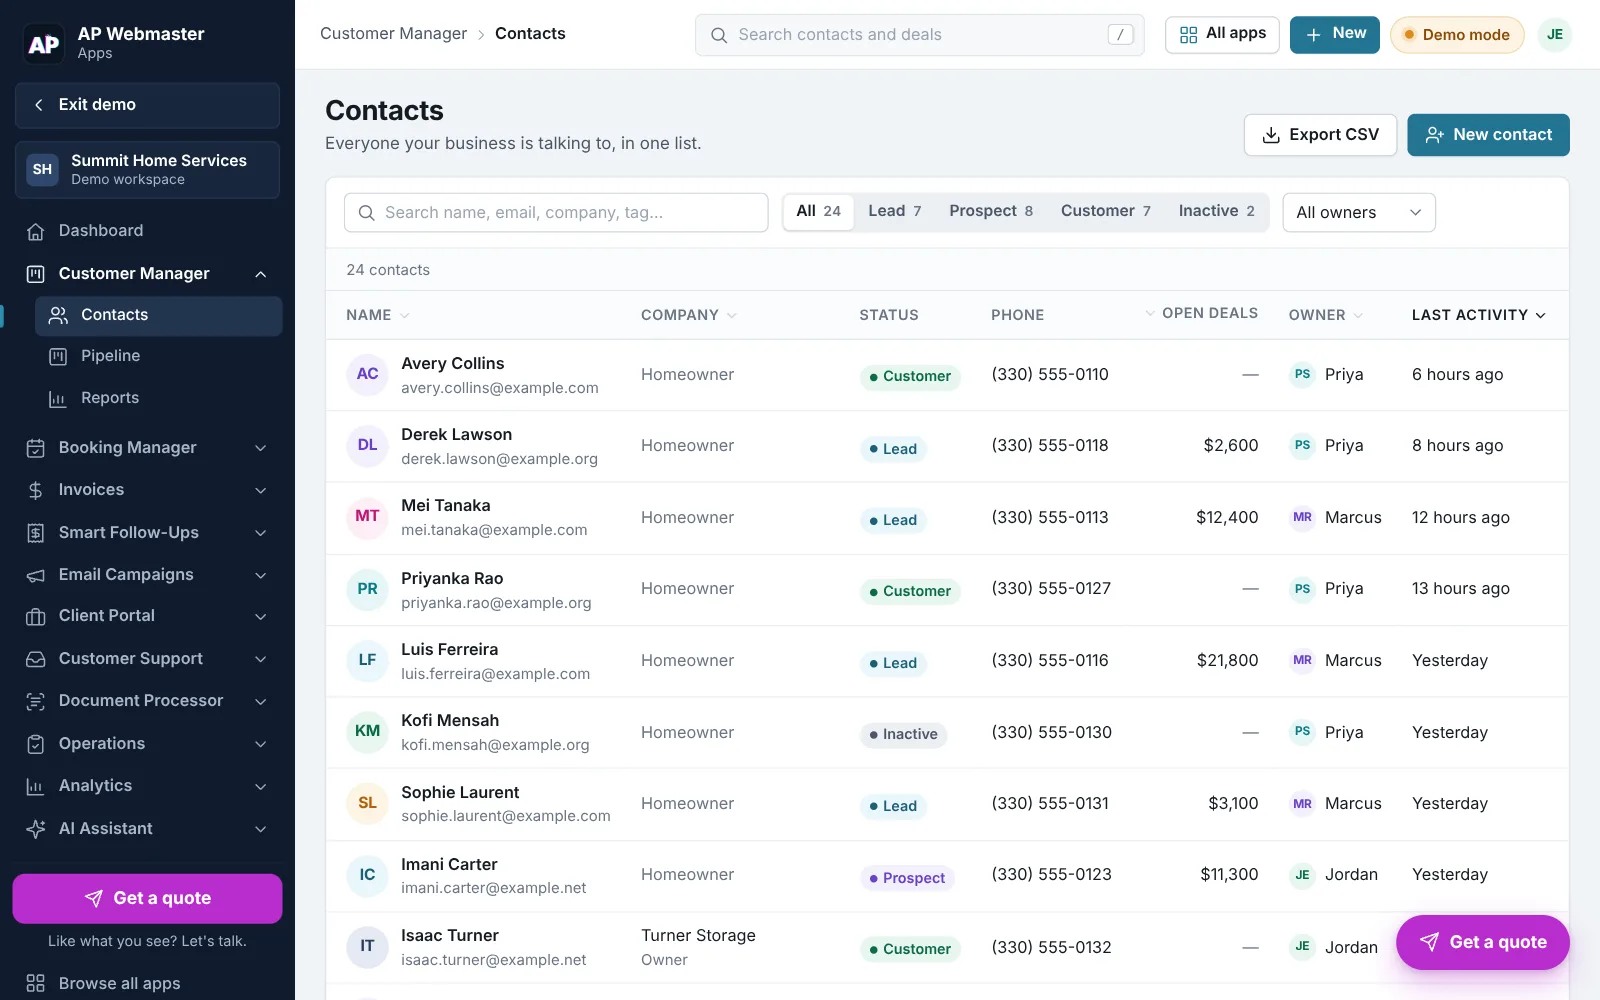 AP
AP Webmaster
Apps
Exit demo
SH
Summit Home Services
Demo workspace
Dashboard
Customer Manager
Contacts
Pipeline
Reports
Booking Manager
Invoices
Smart Follow-Ups
Email Campaigns
Client Portal
Customer Support
Document Processor
Operations
Analytics
AI Assistant
Get a quote
Like what you see? Let's talk.
Browse all apps
Customer Manager > Contacts
Search contacts and deals /
All apps
New
Demo mode
JE
Contacts
Everyone your business is talking to, in one list.
Export CSV
New contact
Search name, email, company, tag...
All 24 Lead 7 Prospect 8 Customer 7 Inactive 2
All owners
24 contacts
NAME COMPANY STATUS PHONE OPEN DEALS OWNER LAST ACTIVITY
AC Avery Collins Homeowner Customer (330) 555-0110 — PS Priya 6 hours ago
avery.collins@example.com
DL Derek Lawson Homeowner Lead (330) 555-0118 $2,600 PS Priya 8 hours ago
derek.lawson@example.org
MT Mei Tanaka Homeowner Lead (330) 555-0113 $12,400 MR Marcus 12 hours ago
mei.tanaka@example.com
PR Priyanka Rao Homeowner Customer (330) 555-0127 — PS Priya 13 hours ago
priyanka.rao@example.org
LF Luis Ferreira Homeowner Lead (330) 555-0116 $21,800 MR Marcus Yesterday
luis.ferreira@example.com
KM Kofi Mensah Homeowner Inactive (330) 555-0130 — PS Priya Yesterday
kofi.mensah@example.org
SL Sophie Laurent Homeowner Lead (330) 555-0131 $3,100 MR Marcus Yesterday
sophie.laurent@example.com
IC Imani Carter Homeowner Prospect (330) 555-0123 $11,300 JE Jordan Yesterday
imani.carter@example.net
IT Isaac Turner Turner Storage Customer (330) 555-0132 — JE Jordan
isaac.turner@example.net Owner
Get a quote